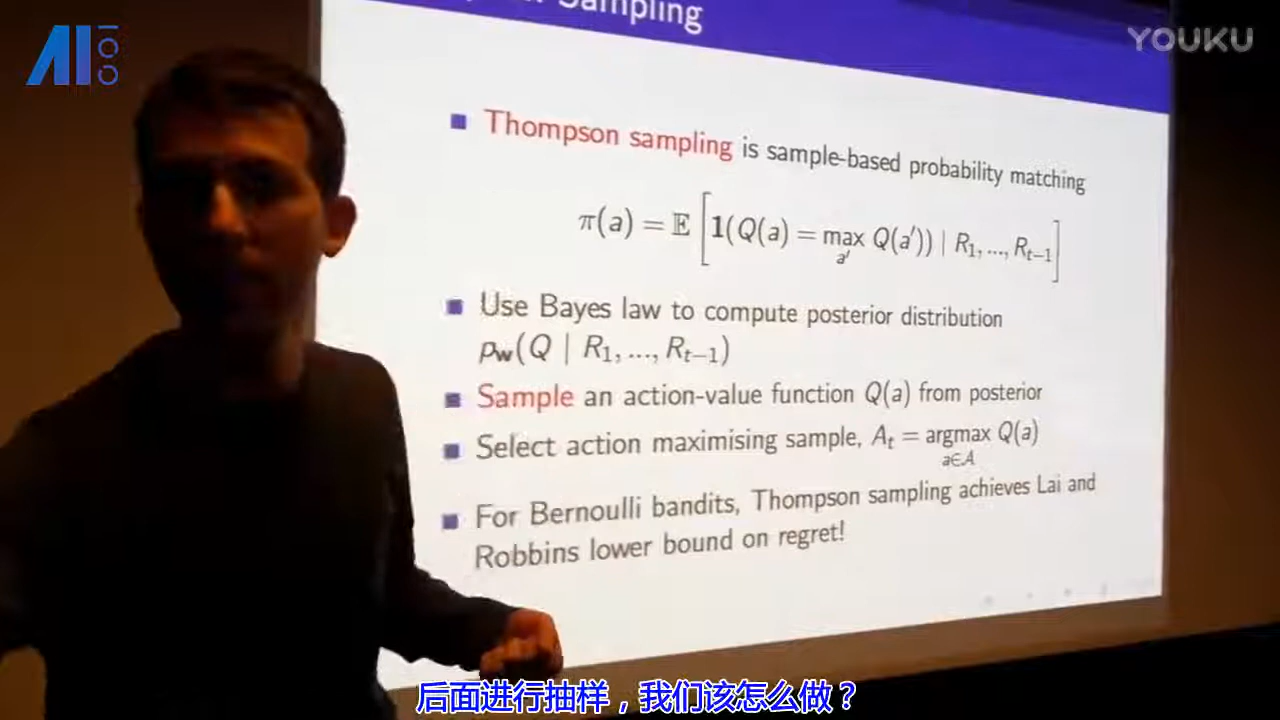 AI
100
YOUKU
Sampling
Thompson sampling is sample-based probability matching
π(a) = 𝔼 [1(Q(a) = max Q(a′)) | R₁, ..., Rₜ₋₁]
a′
Use Bayes law to compute posterior distribution
p𝐰(Q | R₁, ..., Rₜ₋₁)
Sample an action-value function Q(a) from posterior
Select action maximising sample, Aₜ = argmax Q(a)
a∈𝒜
For Bernoulli bandits, Thompson sampling achieves Lai and
Robbins lower bound on regret!
后面进行抽样，我们该怎么做？